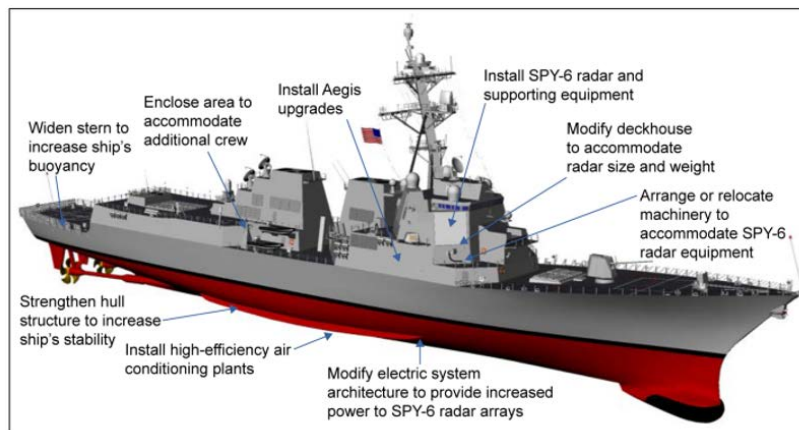 Install SPY-6 radar and
supporting equipment
Install Aegis
upgrades
Enclose area to
accommodate
additional crew
Widen stern to
increase ship's
buoyancy
Modify deckhouse
to accommodate
radar size and weight
Arrange or relocate
machinery to
accommodate SPY-6
radar equipment
Strengthen hull
structure to increase
ship's stability
Install high-efficiency air
conditioning plants
Modify electric system
architecture to provide increased
power to SPY-6 radar arrays